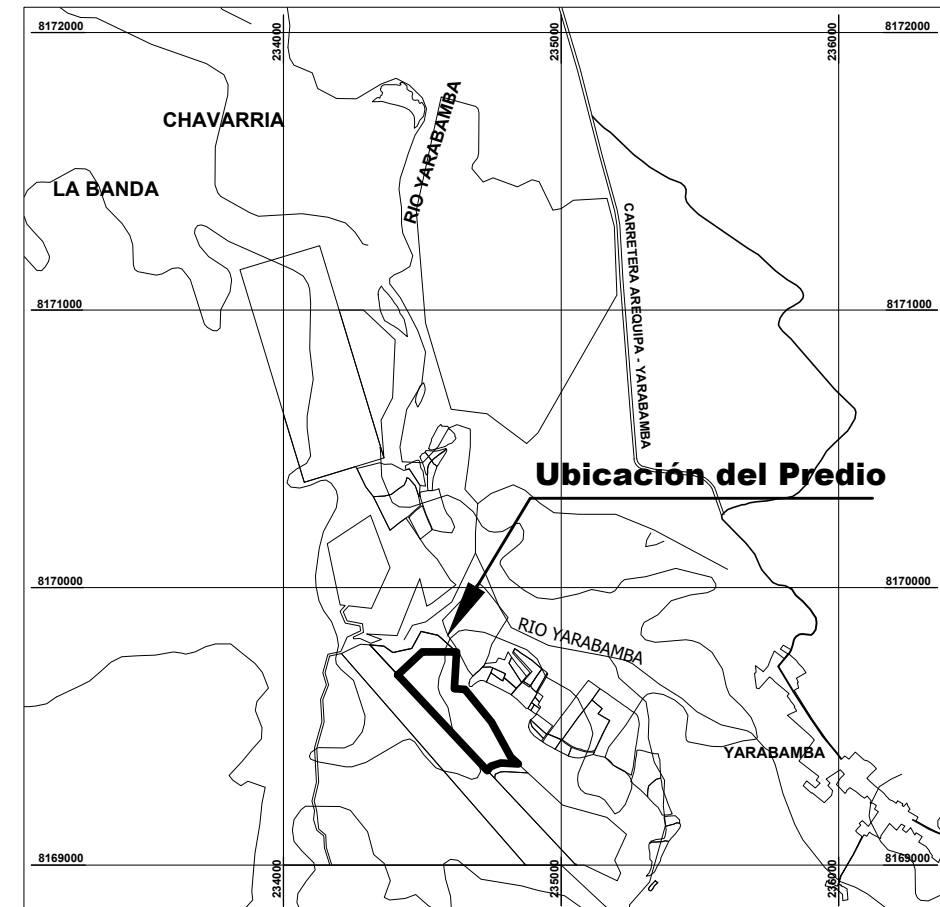 234000
235000
236000
8172000
8172000
CHAVARRIA
RIO YARABAMBA
LA BANDA
CARRETERA AREQUIPA - YARABAMBA
8171000
8171000
Ubicación del Predio
8170000
8170000
RIO YARABAMBA
YARABAMBA
8169000
8169000
234000
235000
236000